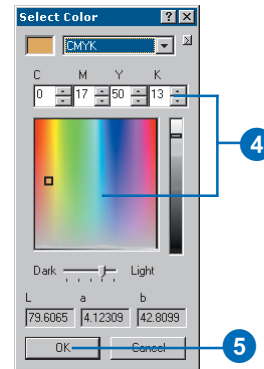 Select Color ? X
CMYK
C M Y K
0 17 50 13
4
Dark Light
L a b
79.6065 4.12309 42.8099
OK Cancel 5